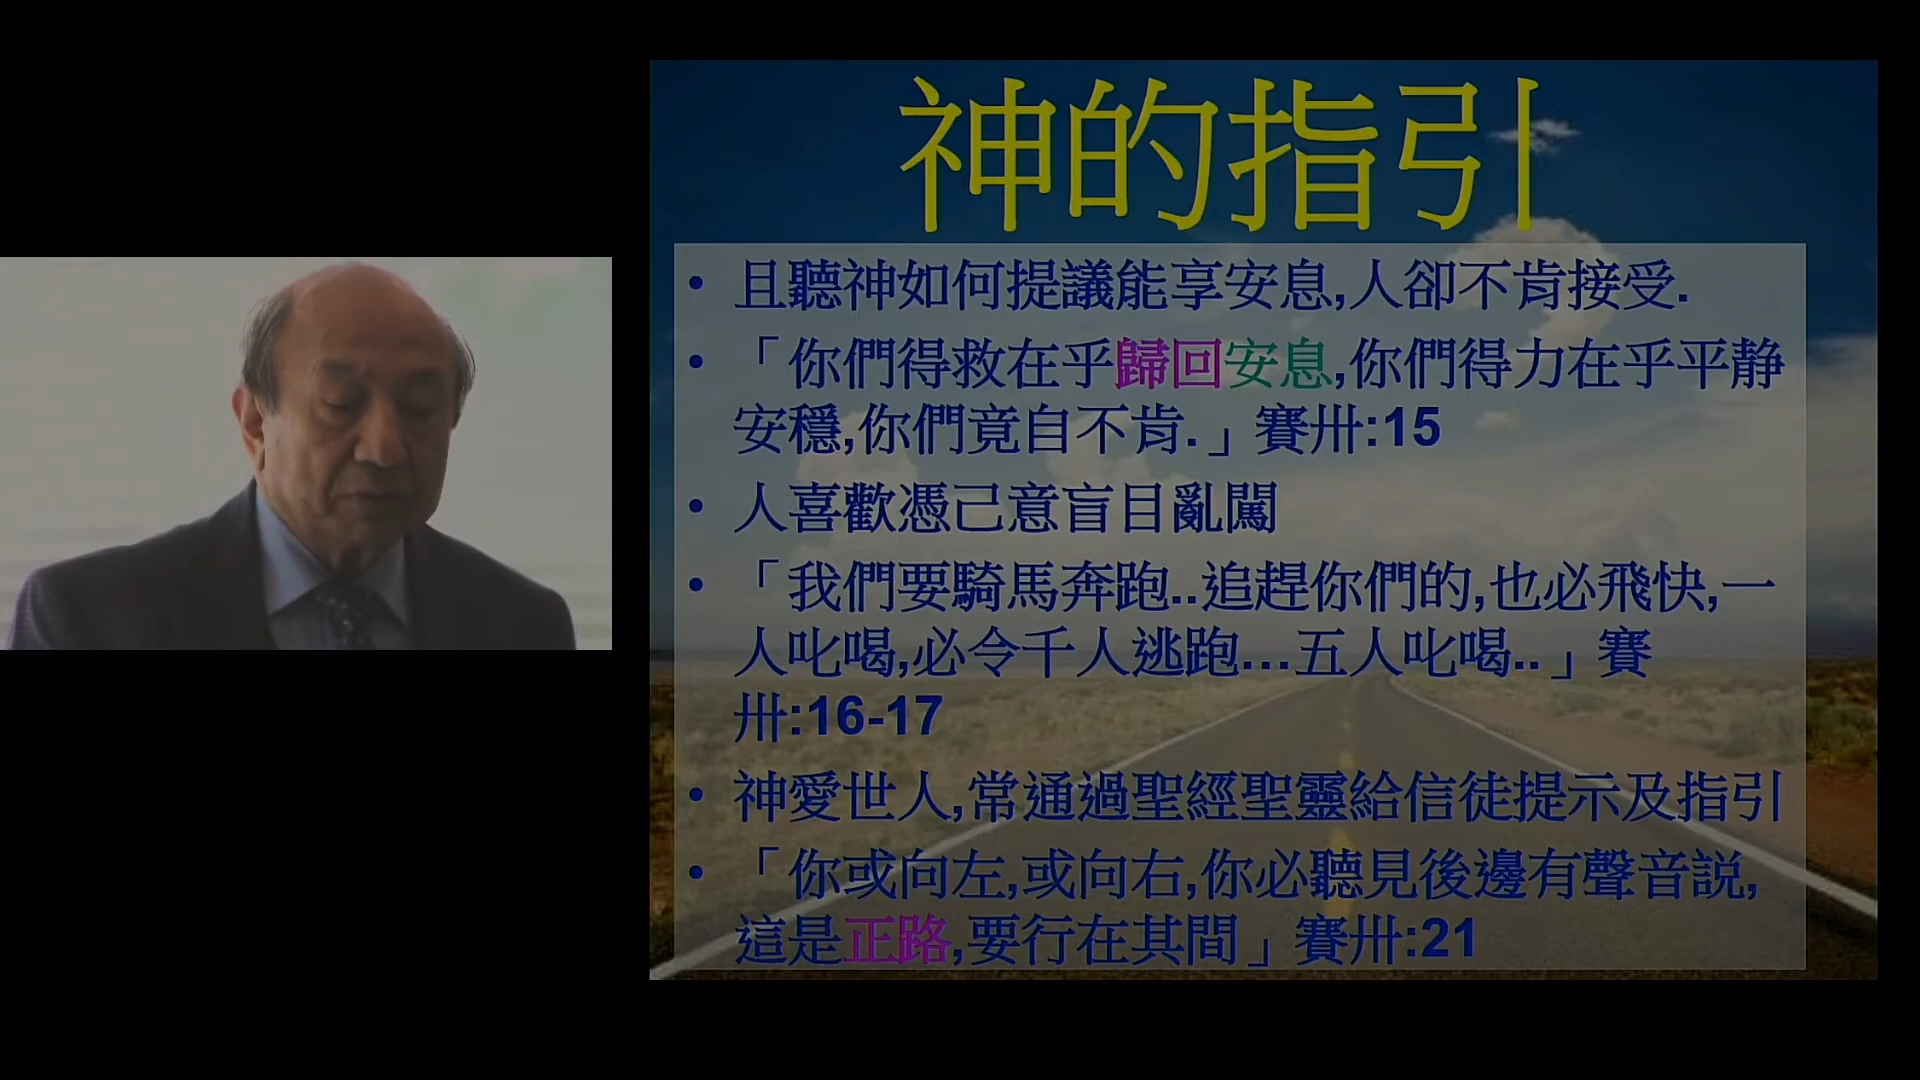 神的指引
• 且聽神如何提議能享安息,人卻不肯接受.
• 「你們得救在乎歸回安息,你們得力在乎平静
安穩,你們竟自不肯.」賽卅:15
• 人喜歡憑己意盲目亂闖
• 「我們要騎馬奔跑..追趕你們的,也必飛快,一
人叱喝,必令千人逃跑...五人叱喝..」賽
卅:16-17
• 神愛世人,常通過聖經聖靈給信徒提示及指引
• 「你或向左,或向右,你必聽見後邊有聲音説,
這是正路,要行在其間」賽卅:21